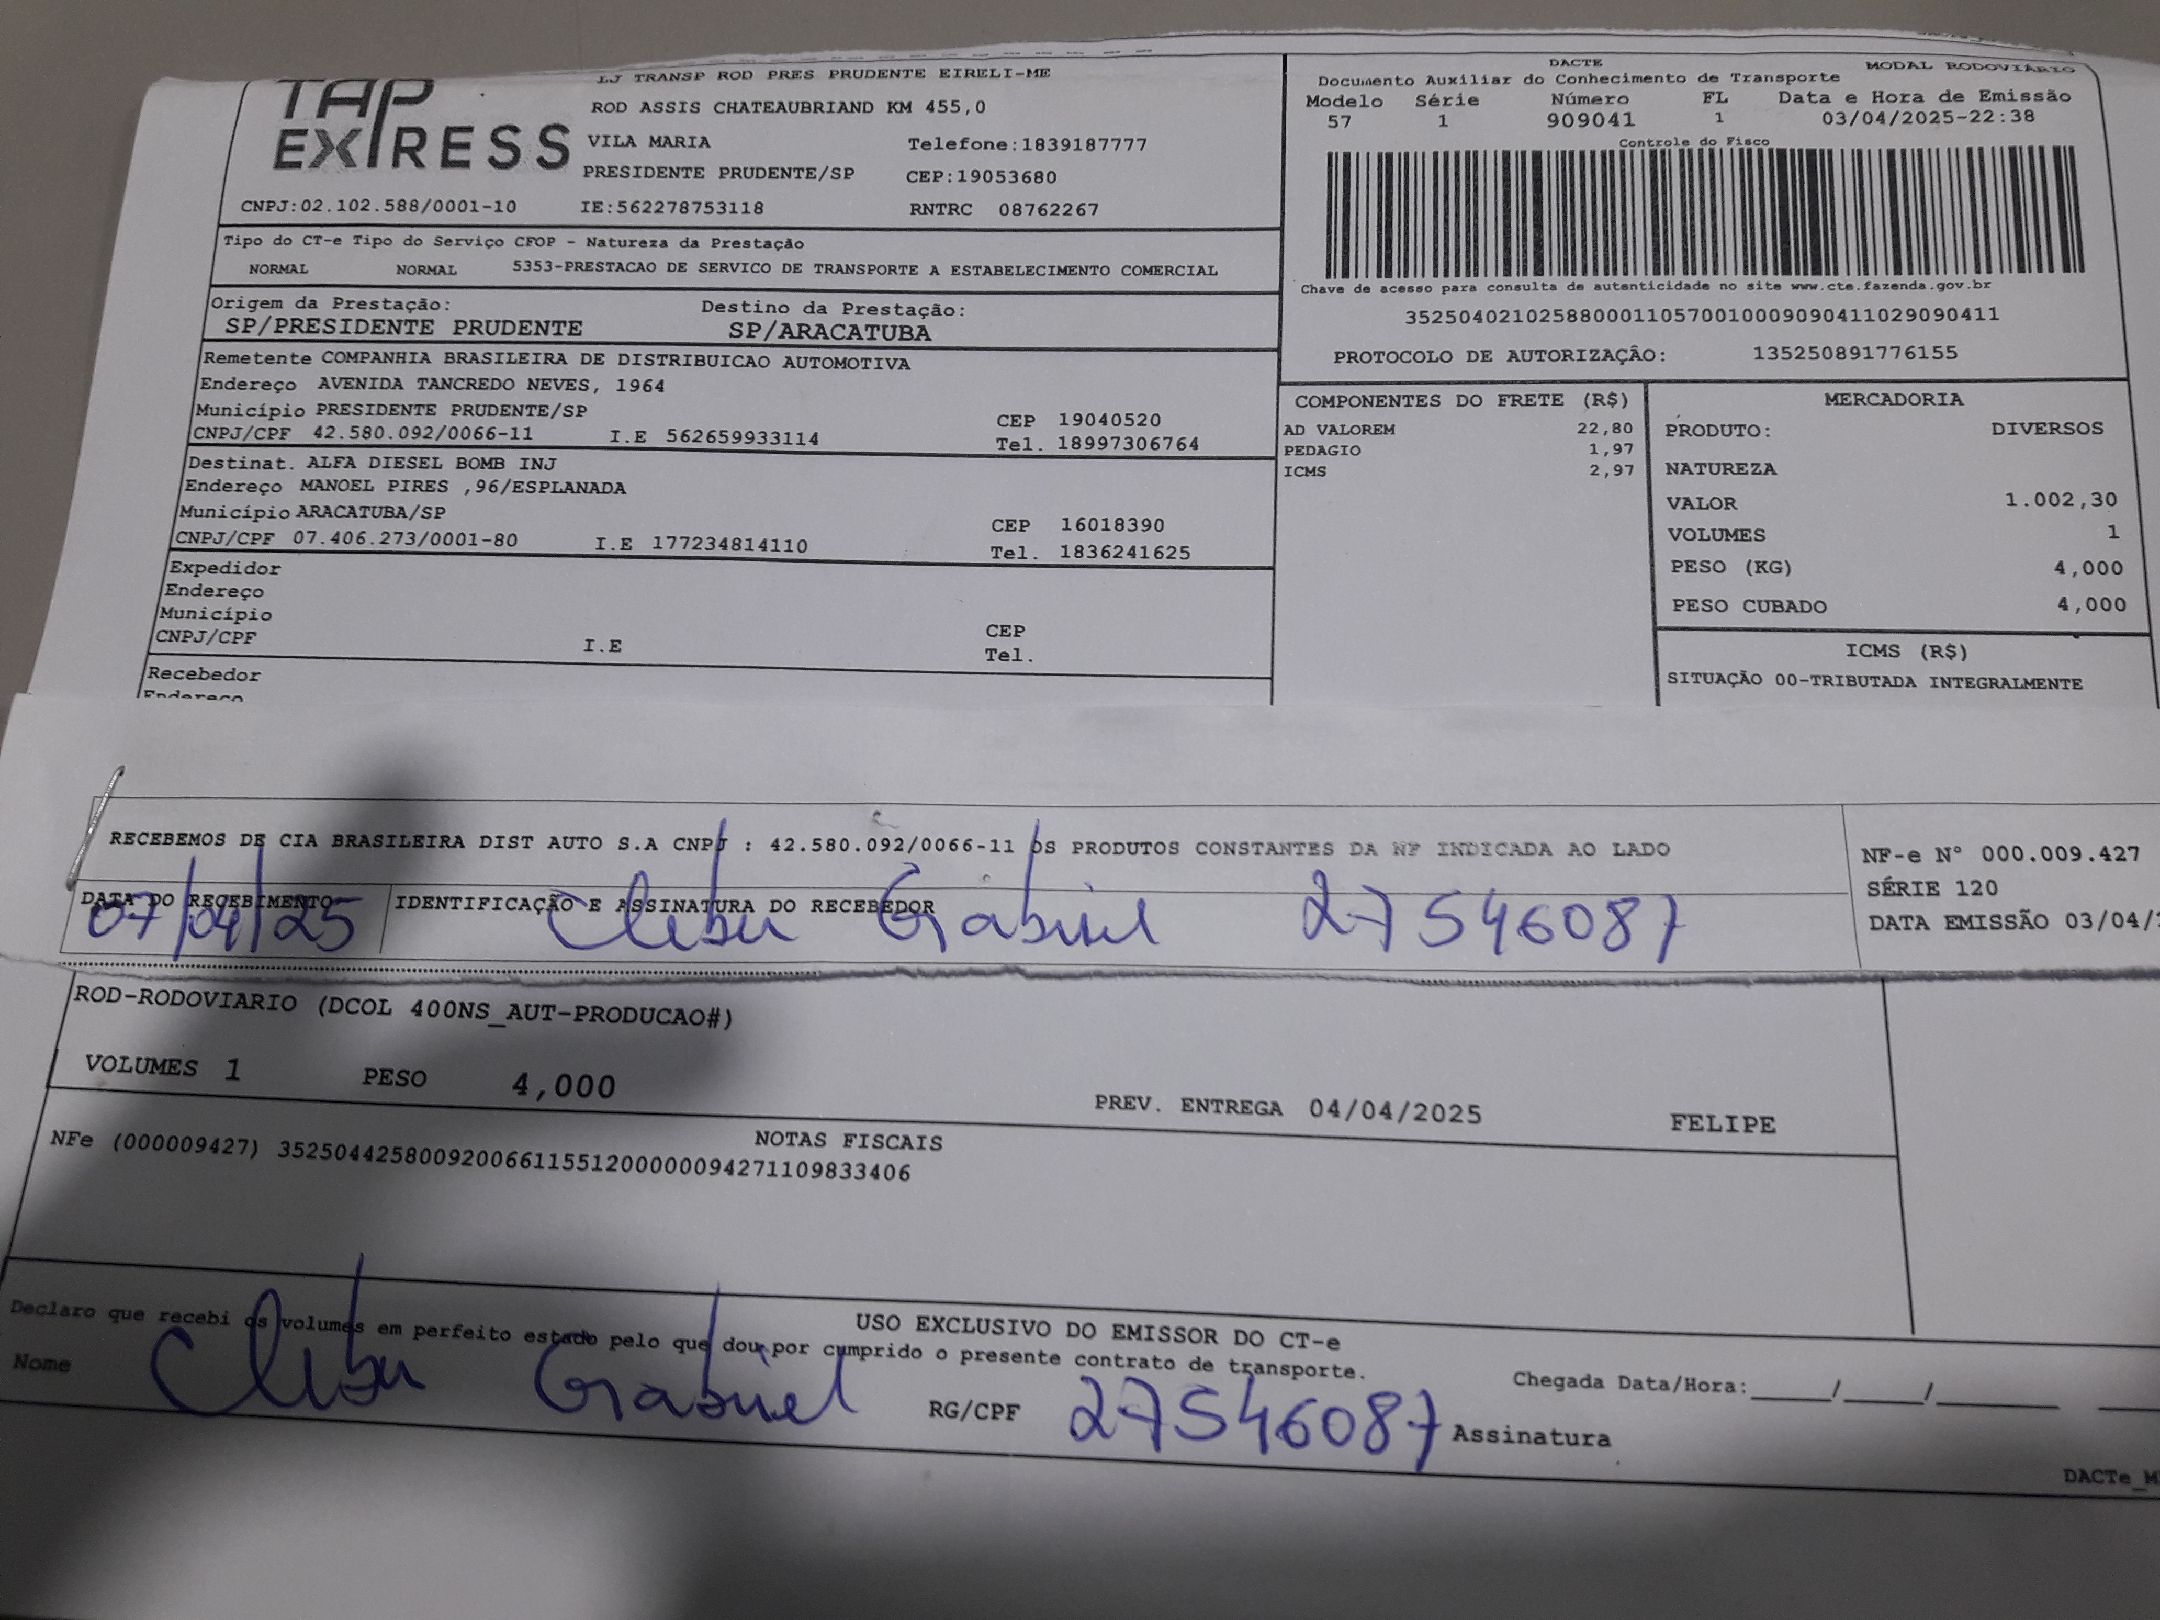 TAP EXPRESS
LJ TRANSP ROD PRES PRUDENTE EIRELI-ME
ROD ASSIS CHATEAUBRIAND KM 455,0
VILA MARIA Telefone:1839187777
PRESIDENTE PRUDENTE/SP CEP:19053680
CNPJ:02.102.588/0001-10 IE:562278753118 RNTRC 08762267
DACTE MODAL RODOVIÁRIO
Documento Auxiliar do Conhecimento de Transporte
Modelo Série Número FL Data e Hora de Emissão
57 1 909041 1 03/04/2025-22:38
Controle do Fisco
Chave de acesso para consulta de autenticidade no site www.cte.fazenda.gov.br
35250402102588000110570010009090411029090411
PROTOCOLO DE AUTORIZAÇÃO: 135250891776155
Tipo do CT-e Tipo do Serviço CFOP - Natureza da Prestação
NORMAL NORMAL 5353-PRESTACAO DE SERVICO DE TRANSPORTE A ESTABELECIMENTO COMERCIAL
Origem da Prestação: Destino da Prestação:
SP/PRESIDENTE PRUDENTE SP/ARACATUBA
Remetente COMPANHIA BRASILEIRA DE DISTRIBUICAO AUTOMOTIVA
Endereço AVENIDA TANCREDO NEVES, 1964
Município PRESIDENTE PRUDENTE/SP CEP 19040520
CNPJ/CPF 42.580.092/0066-11 I.E 562659933114 Tel. 18997306764
Destinat. ALFA DIESEL BOMB INJ
Endereço MANOEL PIRES ,96/ESPLANADA
Município ARACATUBA/SP CEP 16018390
CNPJ/CPF 07.406.273/0001-80 I.E 177234814110 Tel. 1836241625
Expedidor
Endereço
Município CEP
CNPJ/CPF I.E Tel.
Recebedor
Endereço
COMPONENTES DO FRETE (R$)
AD VALOREM 22,80
PEDAGIO 1,97
ICMS 2,97
MERCADORIA
PRODUTO: DIVERSOS
NATUREZA
VALOR 1.002,30
VOLUMES 1
PESO (KG) 4,000
PESO CUBADO 4,000
ICMS (R$)
SITUAÇÃO 00-TRIBUTADA INTEGRALMENTE
RECEBEMOS DE CIA BRASILEIRA DIST AUTO S.A CNPJ : 42.580.092/0066-11 OS PRODUTOS CONSTANTES DA NF INDICADA AO LADO
DATA DO RECEBIMENTO IDENTIFICAÇÃO E ASSINATURA DO RECEBEDOR
07/04/25 Cleber Gabriel 27546087
NF-e N° 000.009.427
SÉRIE 120
DATA EMISSÃO 03/04/
ROD-RODOVIARIO (DCOL 400NS_AUT-PRODUCAO#)
VOLUMES 1 PESO 4,000 PREV. ENTREGA 04/04/2025 FELIPE
NOTAS FISCAIS
NFe (000009427) 35250442580092006611551200000094271109833406
USO EXCLUSIVO DO EMISSOR DO CT-e
Declaro que recebi os volumes em perfeito estado pelo que dou por cumprido o presente contrato de transporte.
Nome Cleber Gabriel RG/CPF 27546087 Assinatura
Chegada Data/Hora:_____/_____/_______
DACTe_M